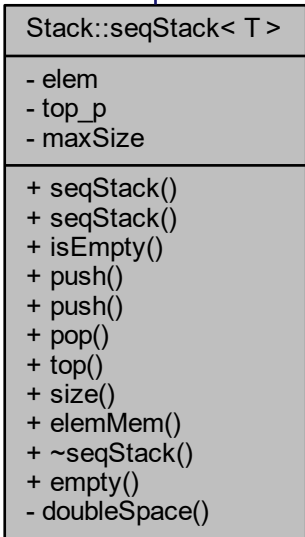 Stack::seqStack< T >
- elem
- top_p
- maxSize
+ seqStack()
+ seqStack()
+ isEmpty()
+ push()
+ push()
+ pop()
+ top()
+ size()
+ elemMem()
+ ~seqStack()
+ empty()
- doubleSpace()